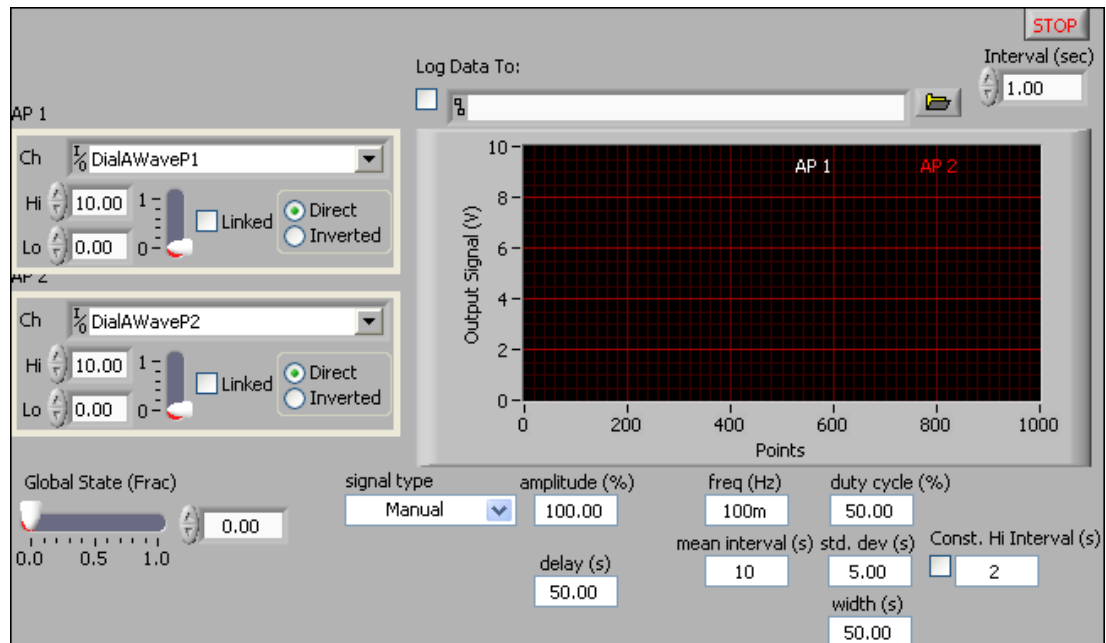 STOP
Interval (sec)
1.00
Log Data To:
AP 1
Ch DialAWaveP1
Hi 10.00 1
Linked
Direct
Inverted
Lo 0.00 0
AP 2
Ch DialAWaveP2
Hi 10.00 1
Linked
Direct
Inverted
Lo 0.00 0
AP 1 AP 2
Output Signal (V)
10
8
6
4
2
0
0 200 400 600 800 1000
Points
Global State (Frac)
0.00
0.0 0.5 1.0
signal type
Manual
amplitude (%)
100.00
freq (Hz)
100m
duty cycle (%)
50.00
delay (s)
50.00
mean interval (s)
10
std. dev (s)
5.00
Const. Hi Interval (s)
2
width (s)
50.00